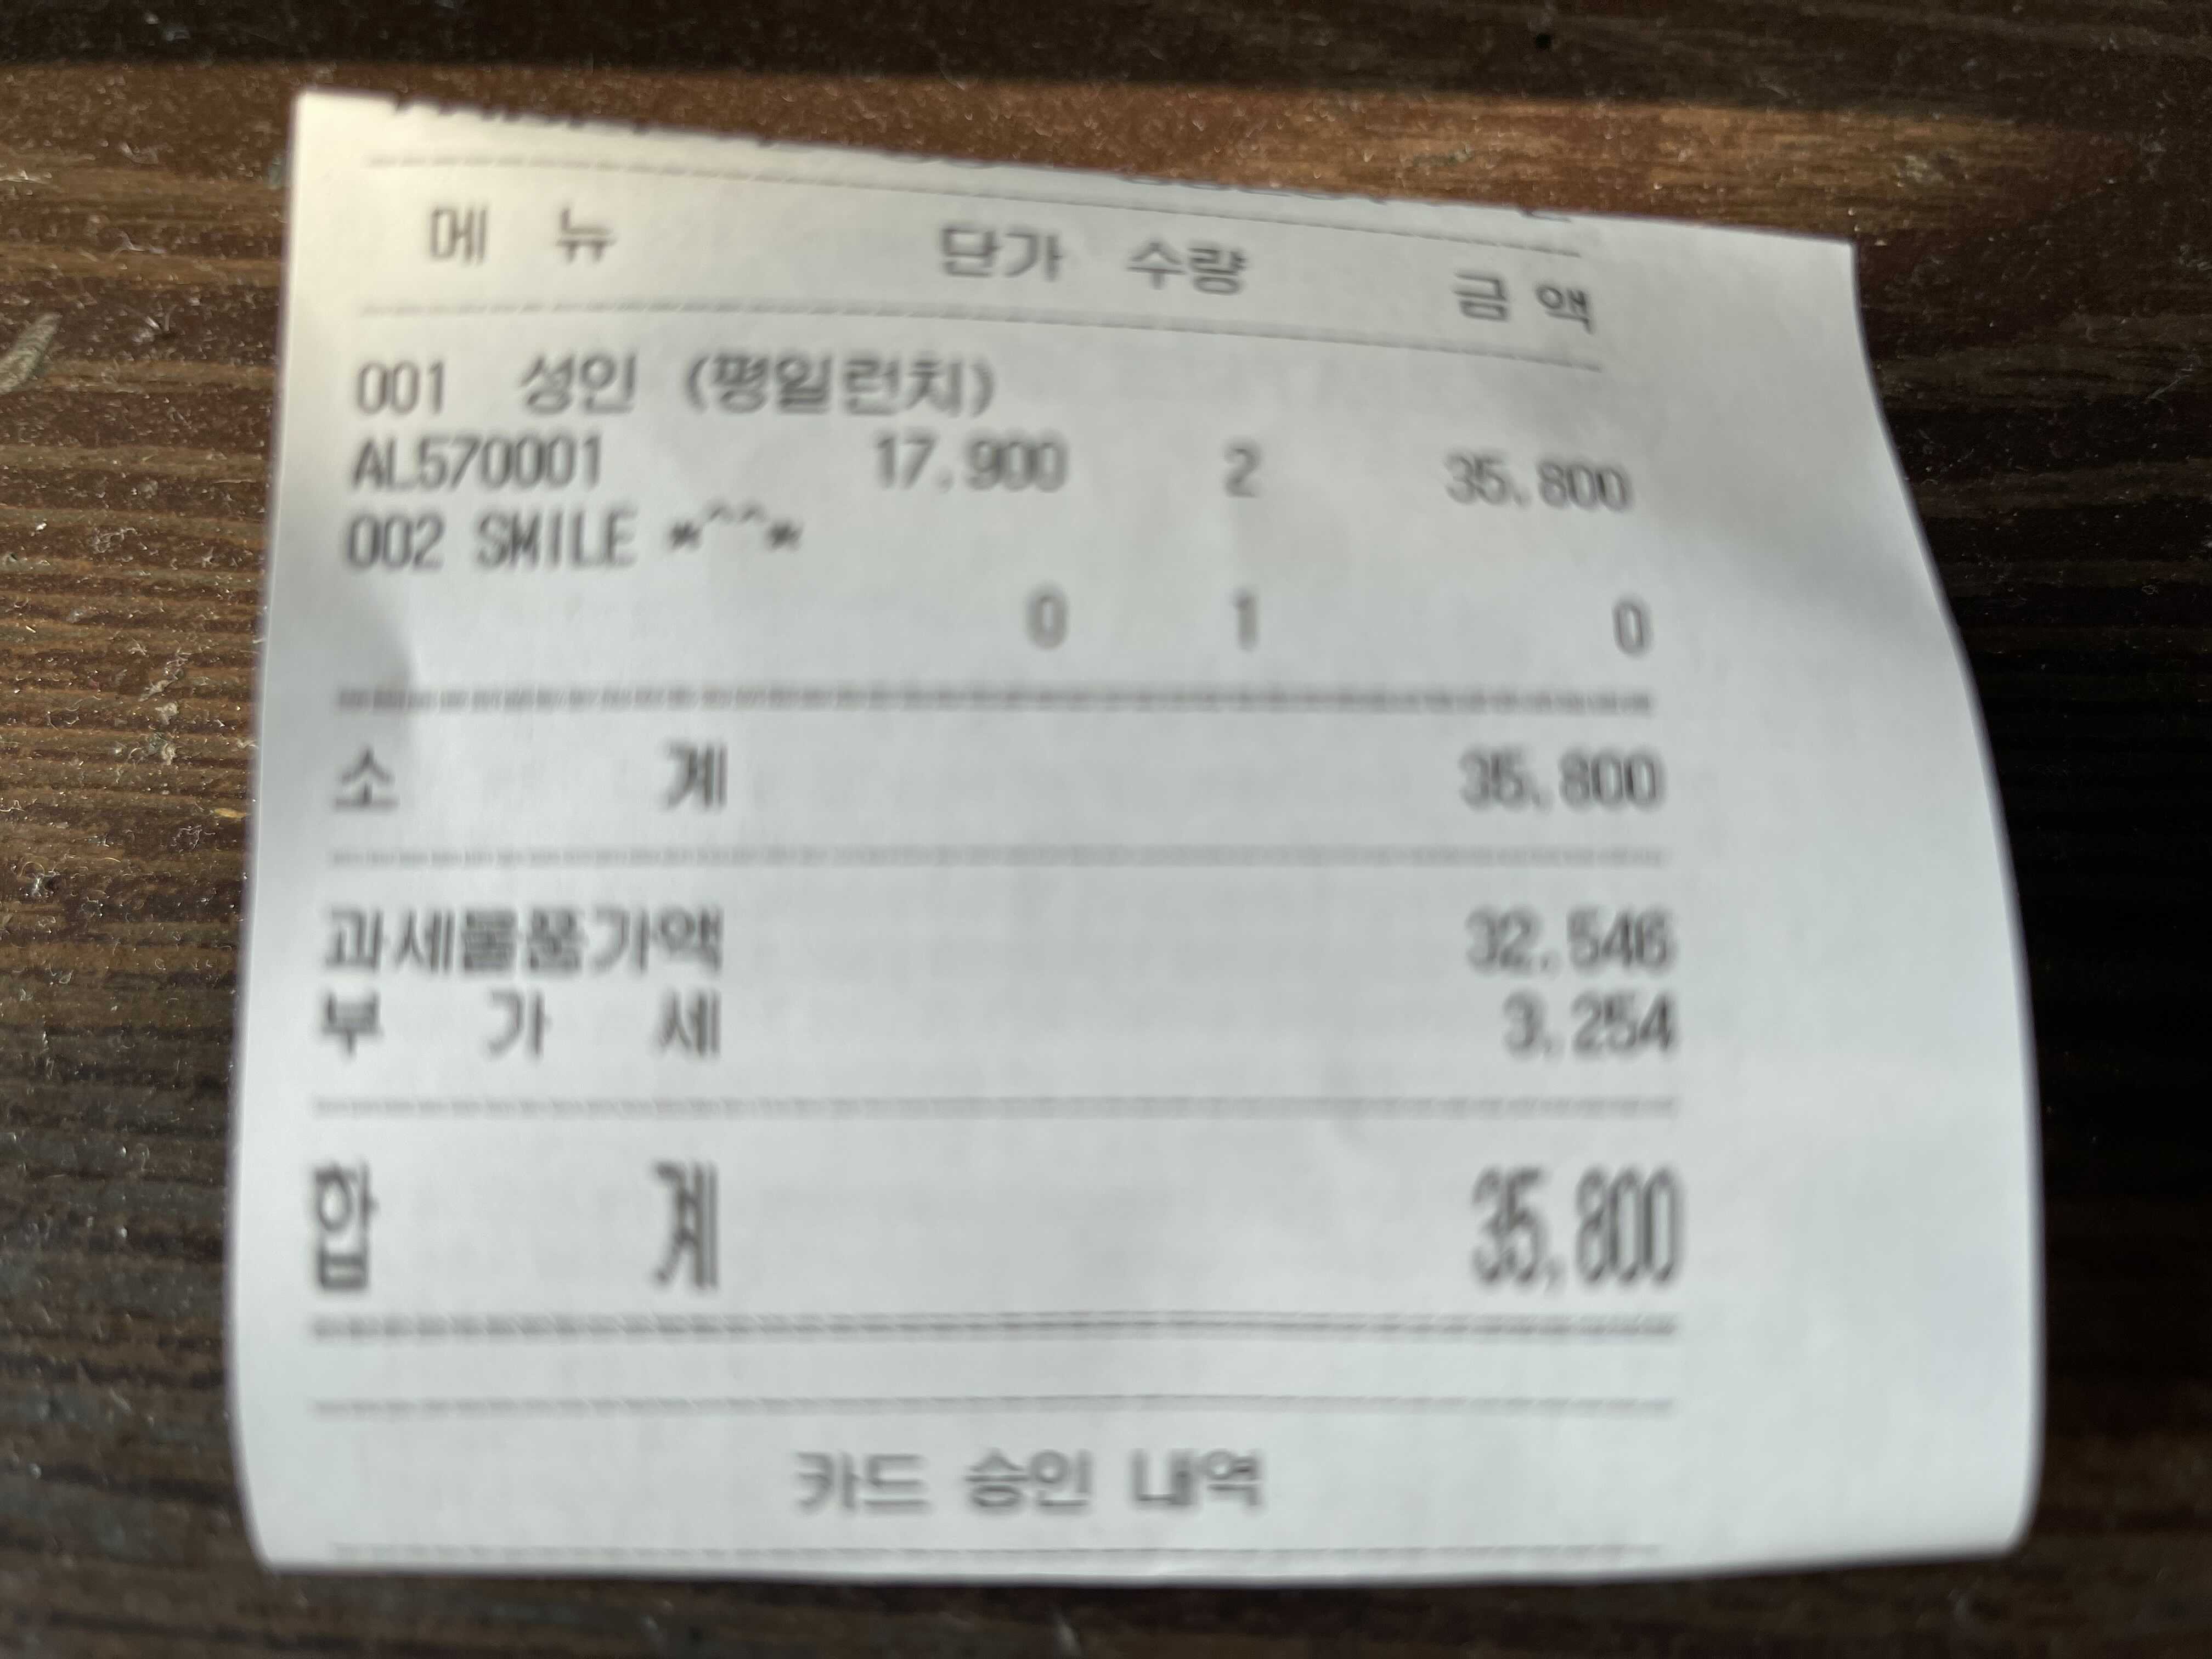 메 뉴 단가 수량 금 액
001 성인 (평일런치)
AL570001 17,900 2 35,800
002 SMILE *^^*
0 1 0
소 계 35,800
과세물품가액 32,546
부 가 세 3,254
합 계 35,800
카드 승인 내역